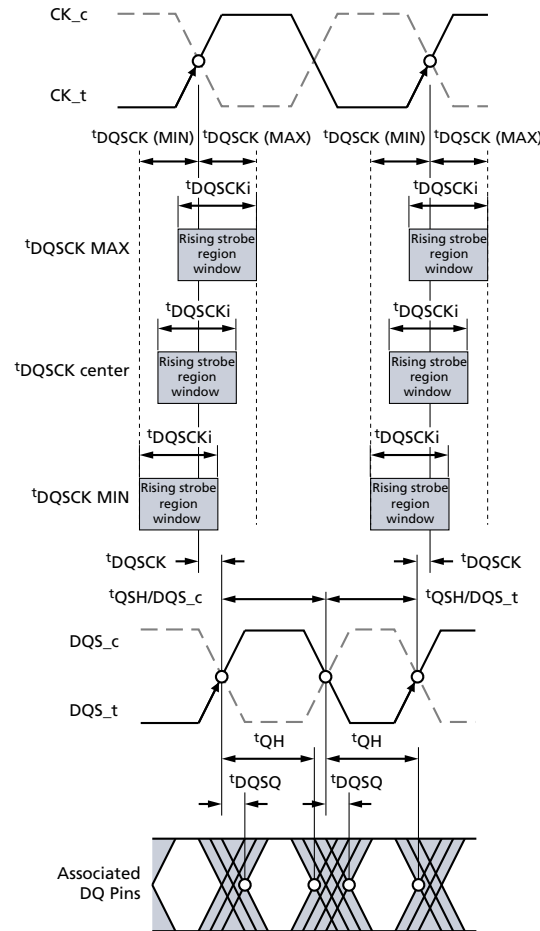 CK_c
CK_t
tDQSCK (MIN) tDQSCK (MAX) tDQSCK (MIN) tDQSCK (MAX)
tDQSCKi tDQSCKi
tDQSCK MAX
Rising strobe
region
window
Rising strobe
region
window
tDQSCKi tDQSCKi
tDQSCK center
Rising strobe
region
window
Rising strobe
region
window
tDQSCKi tDQSCKi
tDQSCK MIN
Rising strobe
region
window
Rising strobe
region
window
tDQSCK tDQSCK
tQSH/DQS_c tQSH/DQS_t
DQS_c
DQS_t
tQH tQH
tDQSQ tDQSQ
Associated
DQ Pins